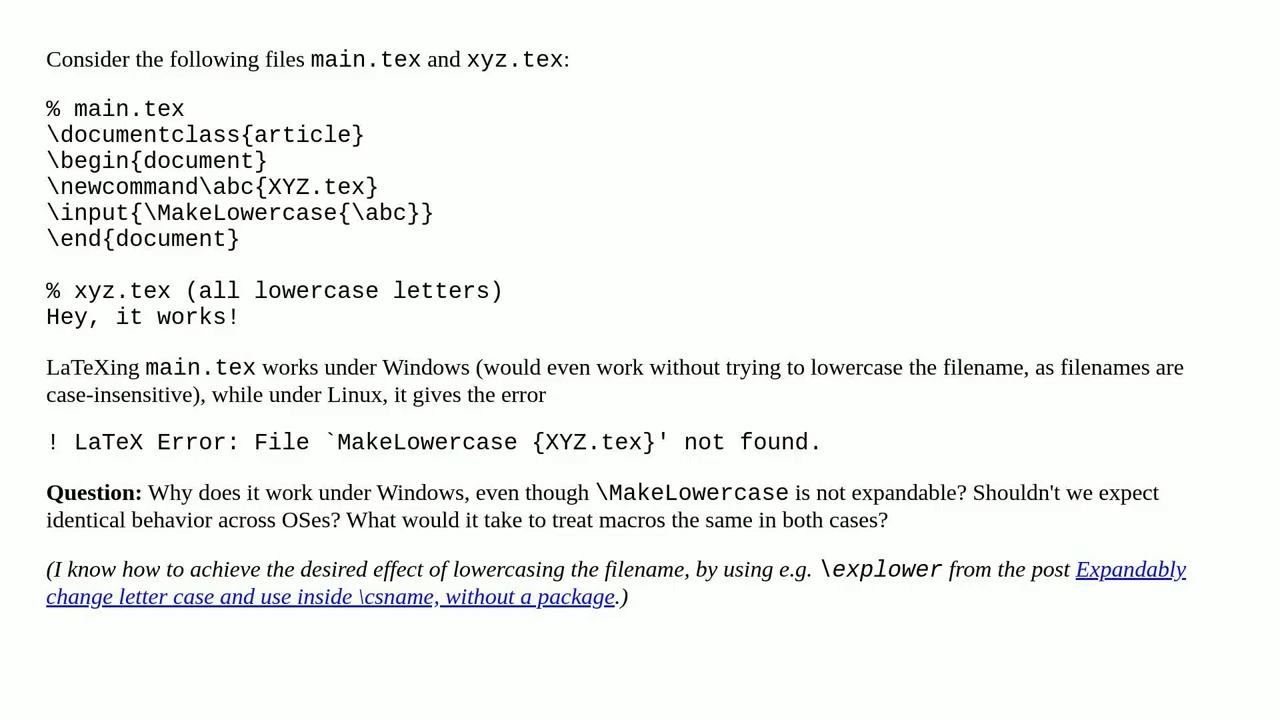 Consider the following files main.tex and xyz.tex:
% main.tex
\documentclass{article}
\begin{document}
\newcommand\abc{XYZ.tex}
\input{\MakeLowercase{\abc}}
\end{document}
% xyz.tex (all lowercase letters)
Hey, it works!
LaTeXing main.tex works under Windows (would even work without trying to lowercase the filename, as filenames are
case-insensitive), while under Linux, it gives the error
! LaTeX Error: File `MakeLowercase {XYZ.tex}' not found.
Question: Why does it work under Windows, even though \MakeLowercase is not expandable? Shouldn't we expect
identical behavior across OSes? What would it take to treat macros the same in both cases?
(I know how to achieve the desired effect of lowercasing the filename, by using e.g. \explower from the post Expandably
change letter case and use inside \csname, without a package.)